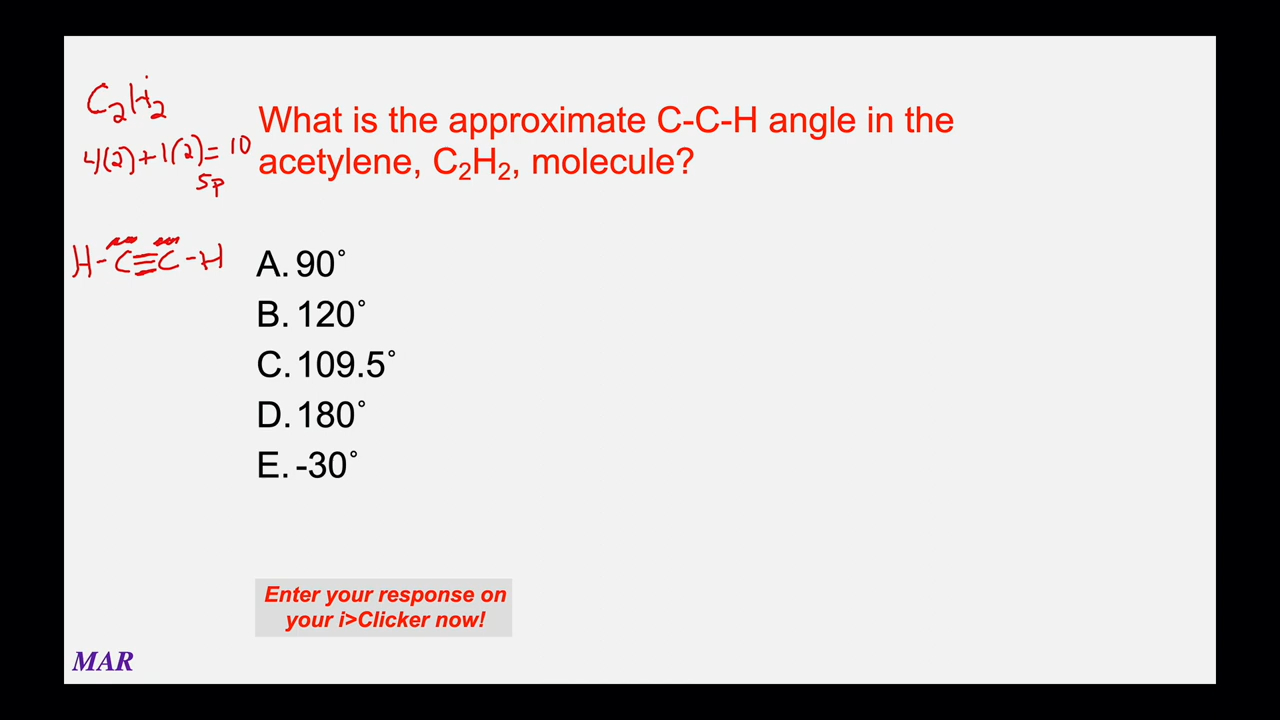 C₂H₂
4(2)+1(2)= 10
5p
H-C≡C-H
What is the approximate C-C-H angle in the
acetylene, C₂H₂, molecule?
A. 90˚
B. 120˚
C. 109.5˚
D. 180˚
E. -30˚
Enter your response on
your i>Clicker now!
MAR